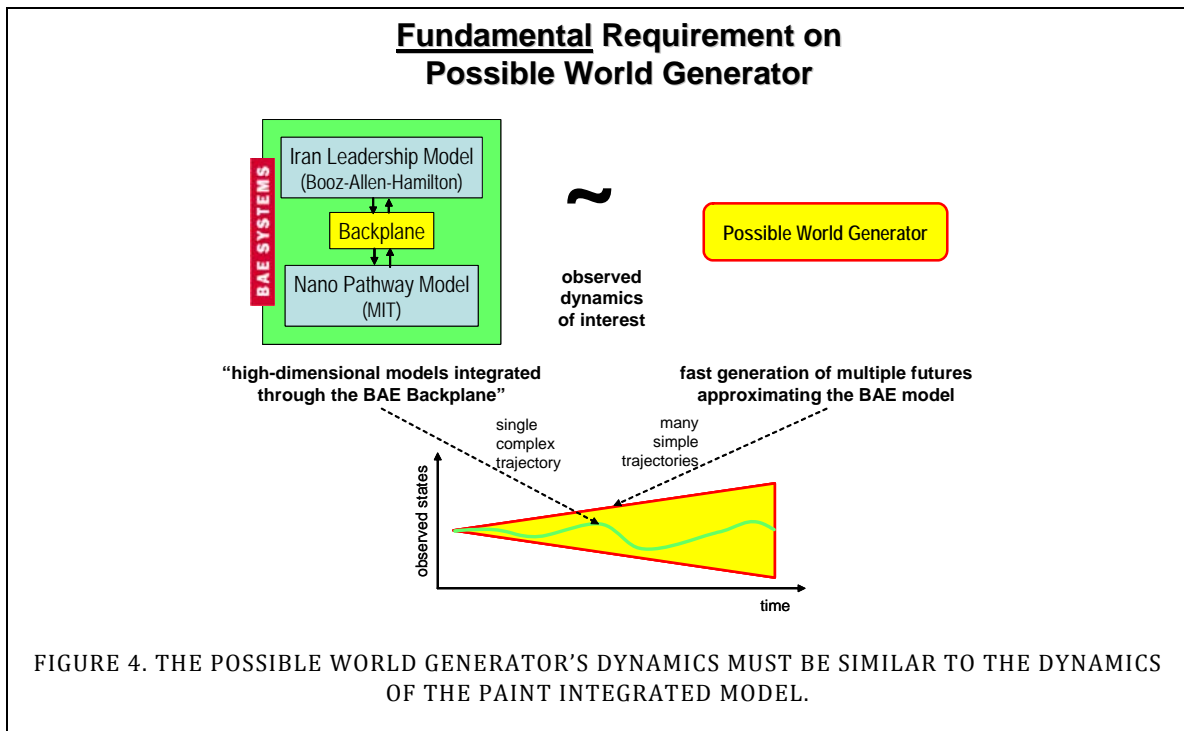 Fundamental Requirement on
Possible World Generator
BAE SYSTEMS
Iran Leadership Model
(Booz-Allen-Hamilton)
Backplane
Nano Pathway Model
(MIT)
~
observed
dynamics
of interest
Possible World Generator
“high-dimensional models integrated
through the BAE Backplane”
fast generation of multiple futures
approximating the BAE model
single
complex
trajectory
many
simple
trajectories
observed states
time
FIGURE 4. THE POSSIBLE WORLD GENERATOR’S DYNAMICS MUST BE SIMILAR TO THE DYNAMICS
OF THE PAINT INTEGRATED MODEL.